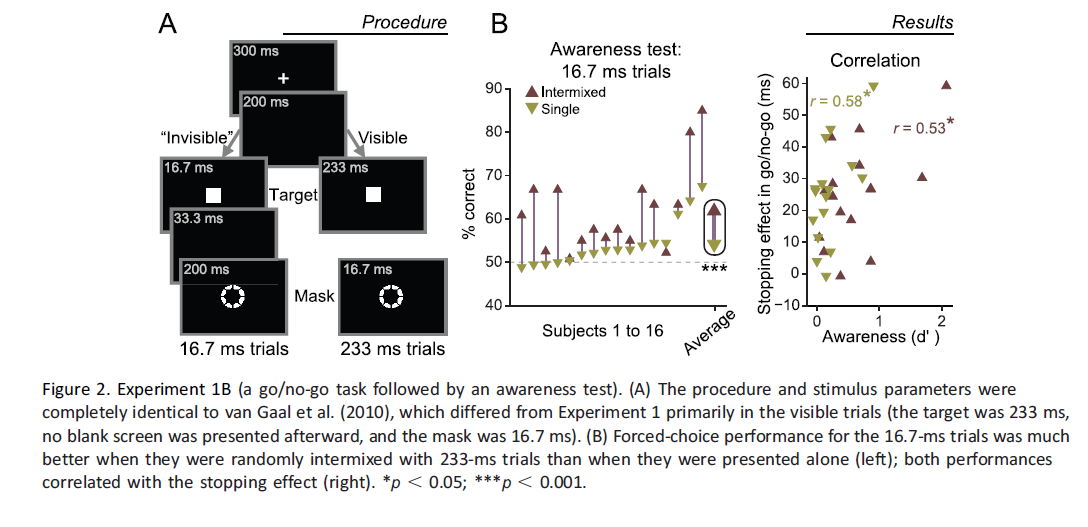 A
Procedure
300 ms
200 ms
“Invisible”
Visible
16.7 ms
Target
233 ms
33.3 ms
200 ms
Mask
16.7 ms
16.7 ms trials
233 ms trials
B
Results
Awareness test:
16.7 ms trials
Intermixed
Single
90
80
70
60
50
40
% correct
***
Subjects 1 to 16
Average
Correlation
r = 0.58*
r = 0.53*
60
50
40
30
20
10
0
−10
Stopping effect in go/no-go (ms)
0
1
2
Awareness (d' )
Figure 2. Experiment 1B (a go/no-go task followed by an awareness test). (A) The procedure and stimulus parameters were
completely identical to van Gaal et al. (2010), which differed from Experiment 1 primarily in the visible trials (the target was 233 ms,
no blank screen was presented afterward, and the mask was 16.7 ms). (B) Forced-choice performance for the 16.7-ms trials was much
better when they were randomly intermixed with 233-ms trials than when they were presented alone (left); both performances
correlated with the stopping effect (right). *p < 0.05; ***p < 0.001.